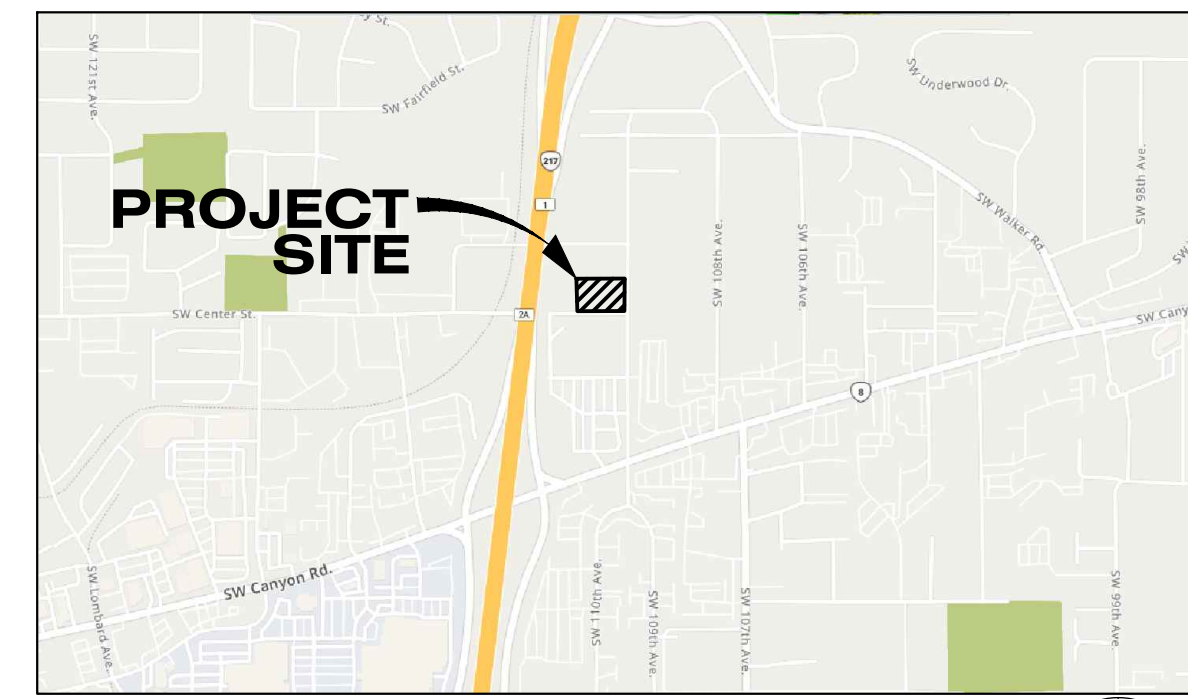 y St.
SW 121st Ave.
SW Fairfield St.
SW Underwood Dr.
217
SW 98th Ave.
PROJECT
SITE
1
SW Walker Rd
SW 108th Ave.
SW 106th Ave.
SW
SW Center St.
2A
SW Cany
8
SW Canyon Rd.
SW Lombard Ave.
SW 110th Ave.
SW 109th Ave.
SW 107th Ave.
SW 99th Ave.